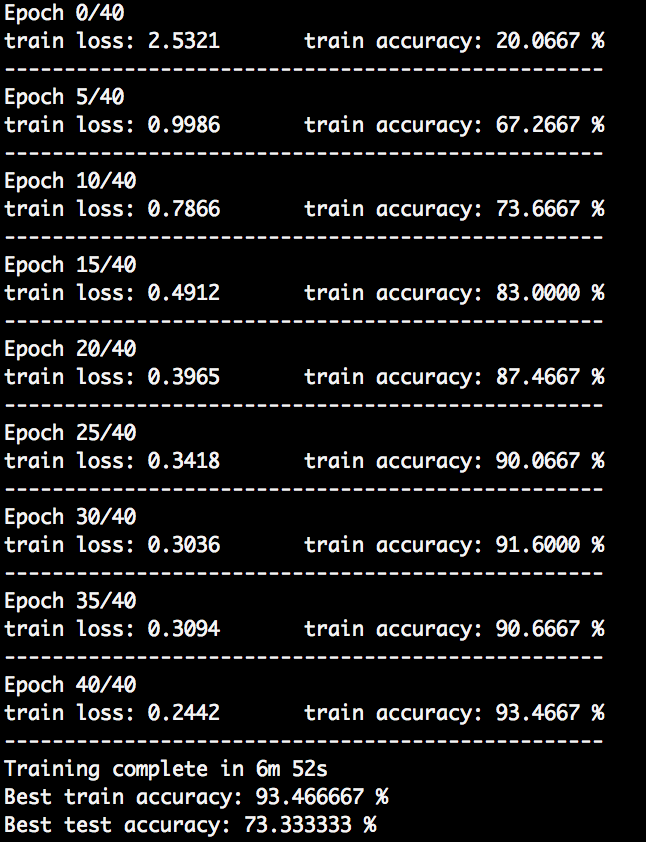 Epoch 0/40
train loss: 2.5321       train accuracy: 20.0667 %
--------------------------------------------------
Epoch 5/40
train loss: 0.9986       train accuracy: 67.2667 %
--------------------------------------------------
Epoch 10/40
train loss: 0.7866       train accuracy: 73.6667 %
--------------------------------------------------
Epoch 15/40
train loss: 0.4912       train accuracy: 83.0000 %
--------------------------------------------------
Epoch 20/40
train loss: 0.3965       train accuracy: 87.4667 %
--------------------------------------------------
Epoch 25/40
train loss: 0.3418       train accuracy: 90.0667 %
--------------------------------------------------
Epoch 30/40
train loss: 0.3036       train accuracy: 91.6000 %
--------------------------------------------------
Epoch 35/40
train loss: 0.3094       train accuracy: 90.6667 %
--------------------------------------------------
Epoch 40/40
train loss: 0.2442       train accuracy: 93.4667 %
--------------------------------------------------
Training complete in 6m 52s
Best train accuracy: 93.466667 %
Best test accuracy: 73.333333 %